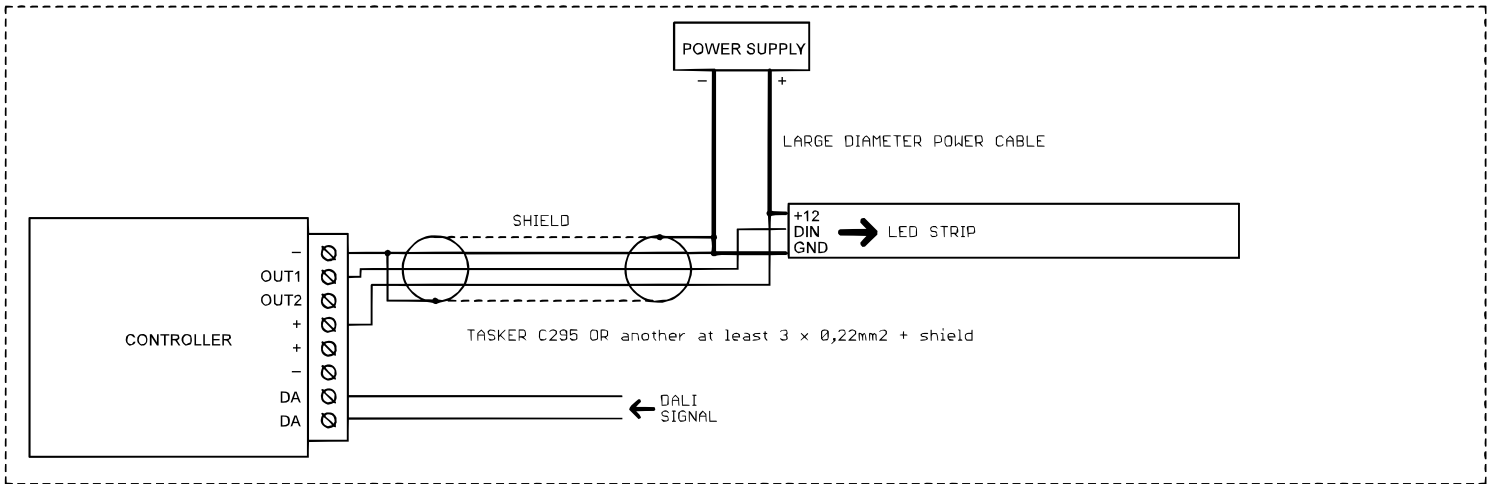 POWER SUPPLY
− +
LARGE DIAMETER POWER CABLE
SHIELD
+12
DIN
GND
LED STRIP
−
OUT1
OUT2
+
+
−
DA
DA
CONTROLLER
TASKER C295 OR another at least 3 x 0,22mm2 + shield
DALI
SIGNAL